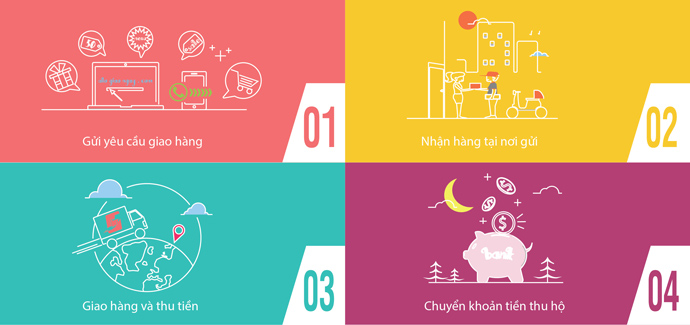 Gửi yêu cầu giao hàng
01
Nhận hàng tại nơi gửi
02
Giao hàng và thu tiền
03
bank
Chuyển khoản tiền thu hộ
04